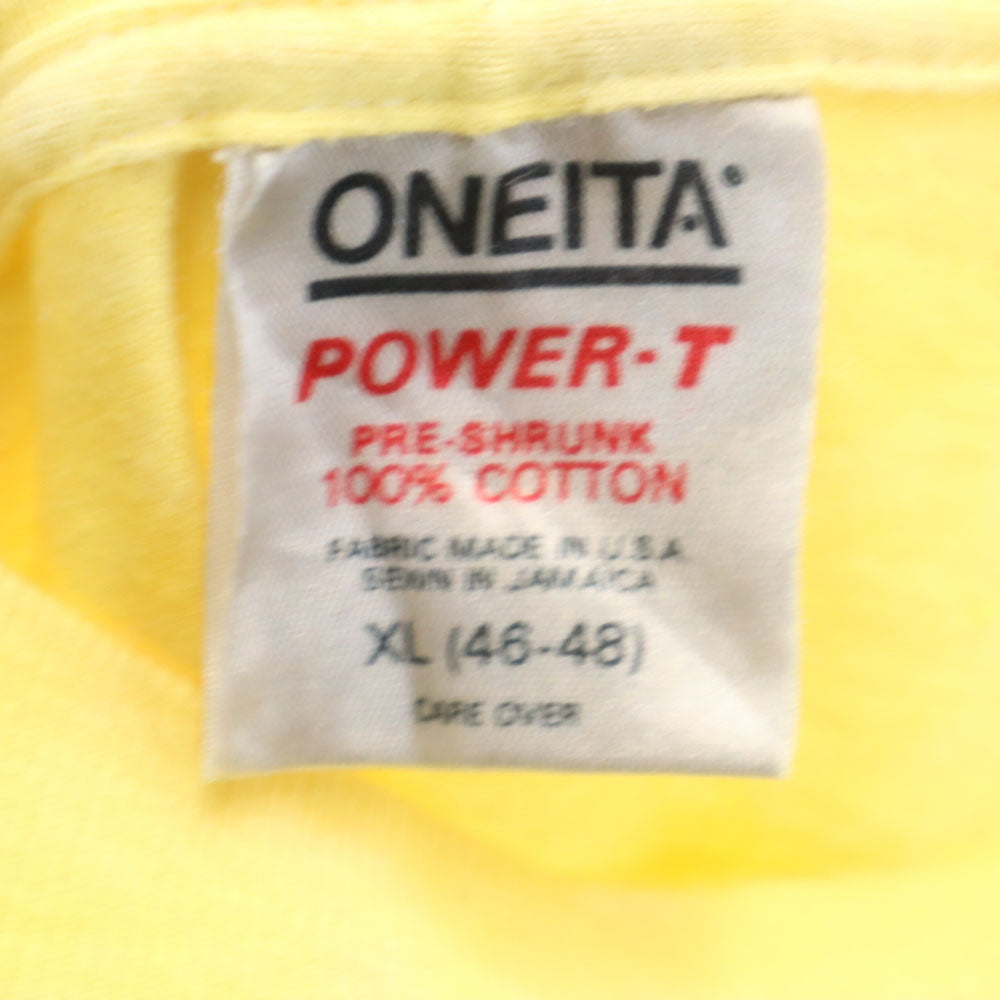 ONEITA
POWER-T
PRE-SHRUNK
100% COTTON
FABRIC MADE IN U.S.A.
SEWN IN JAMAICA
XL (46-48)
CARE OVER